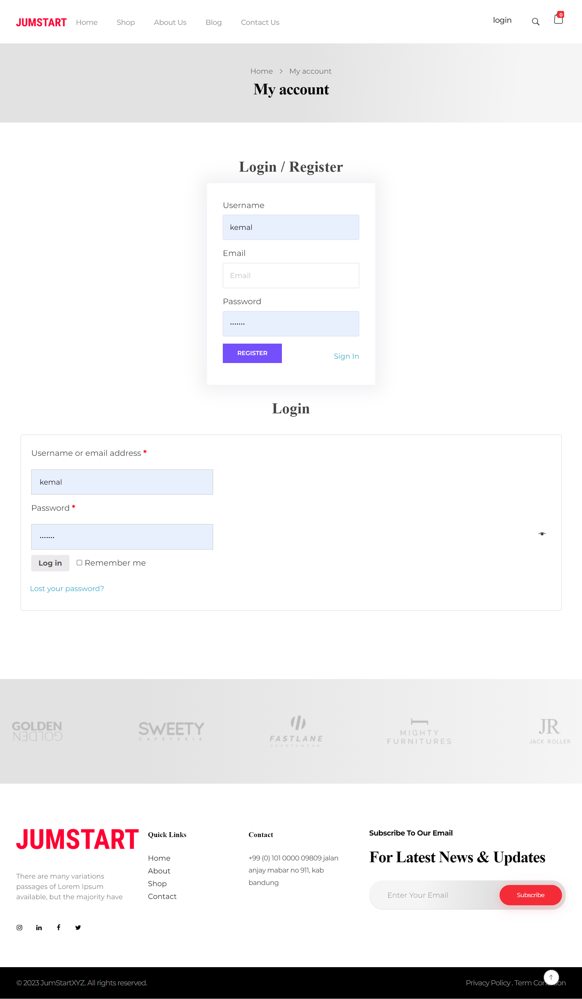 JUMSTART Home Shop About Us Blog Contact Us login 0
Home > My account
My account
Login / Register
Username
kemal
Email
Email
Password
•••••••
REGISTER Sign In
Login
Username or email address *
kemal
Password *
•••••••
Log in Remember me
Lost your password?
GOLDEN
GOLDEN
SWEETY
CAFETERIA
FASTLANE
SPORTSWEAR
MIGHTY
FURNITURES
JR
JACK ROLLER
JUMSTART
There are many variations
passages of Lorem Ipsum
available, but the majority have
Quick Links
Home
About
Shop
Contact
Contact
+99 (0) 101 0000 09809 jalan
anjay mabar no 911, kab
bandung
Subscribe To Our Email
For Latest News & Updates
Enter Your Email Subscribe
© 2023 JumStartXYZ. All rights reserved.
Privacy Policy . Term